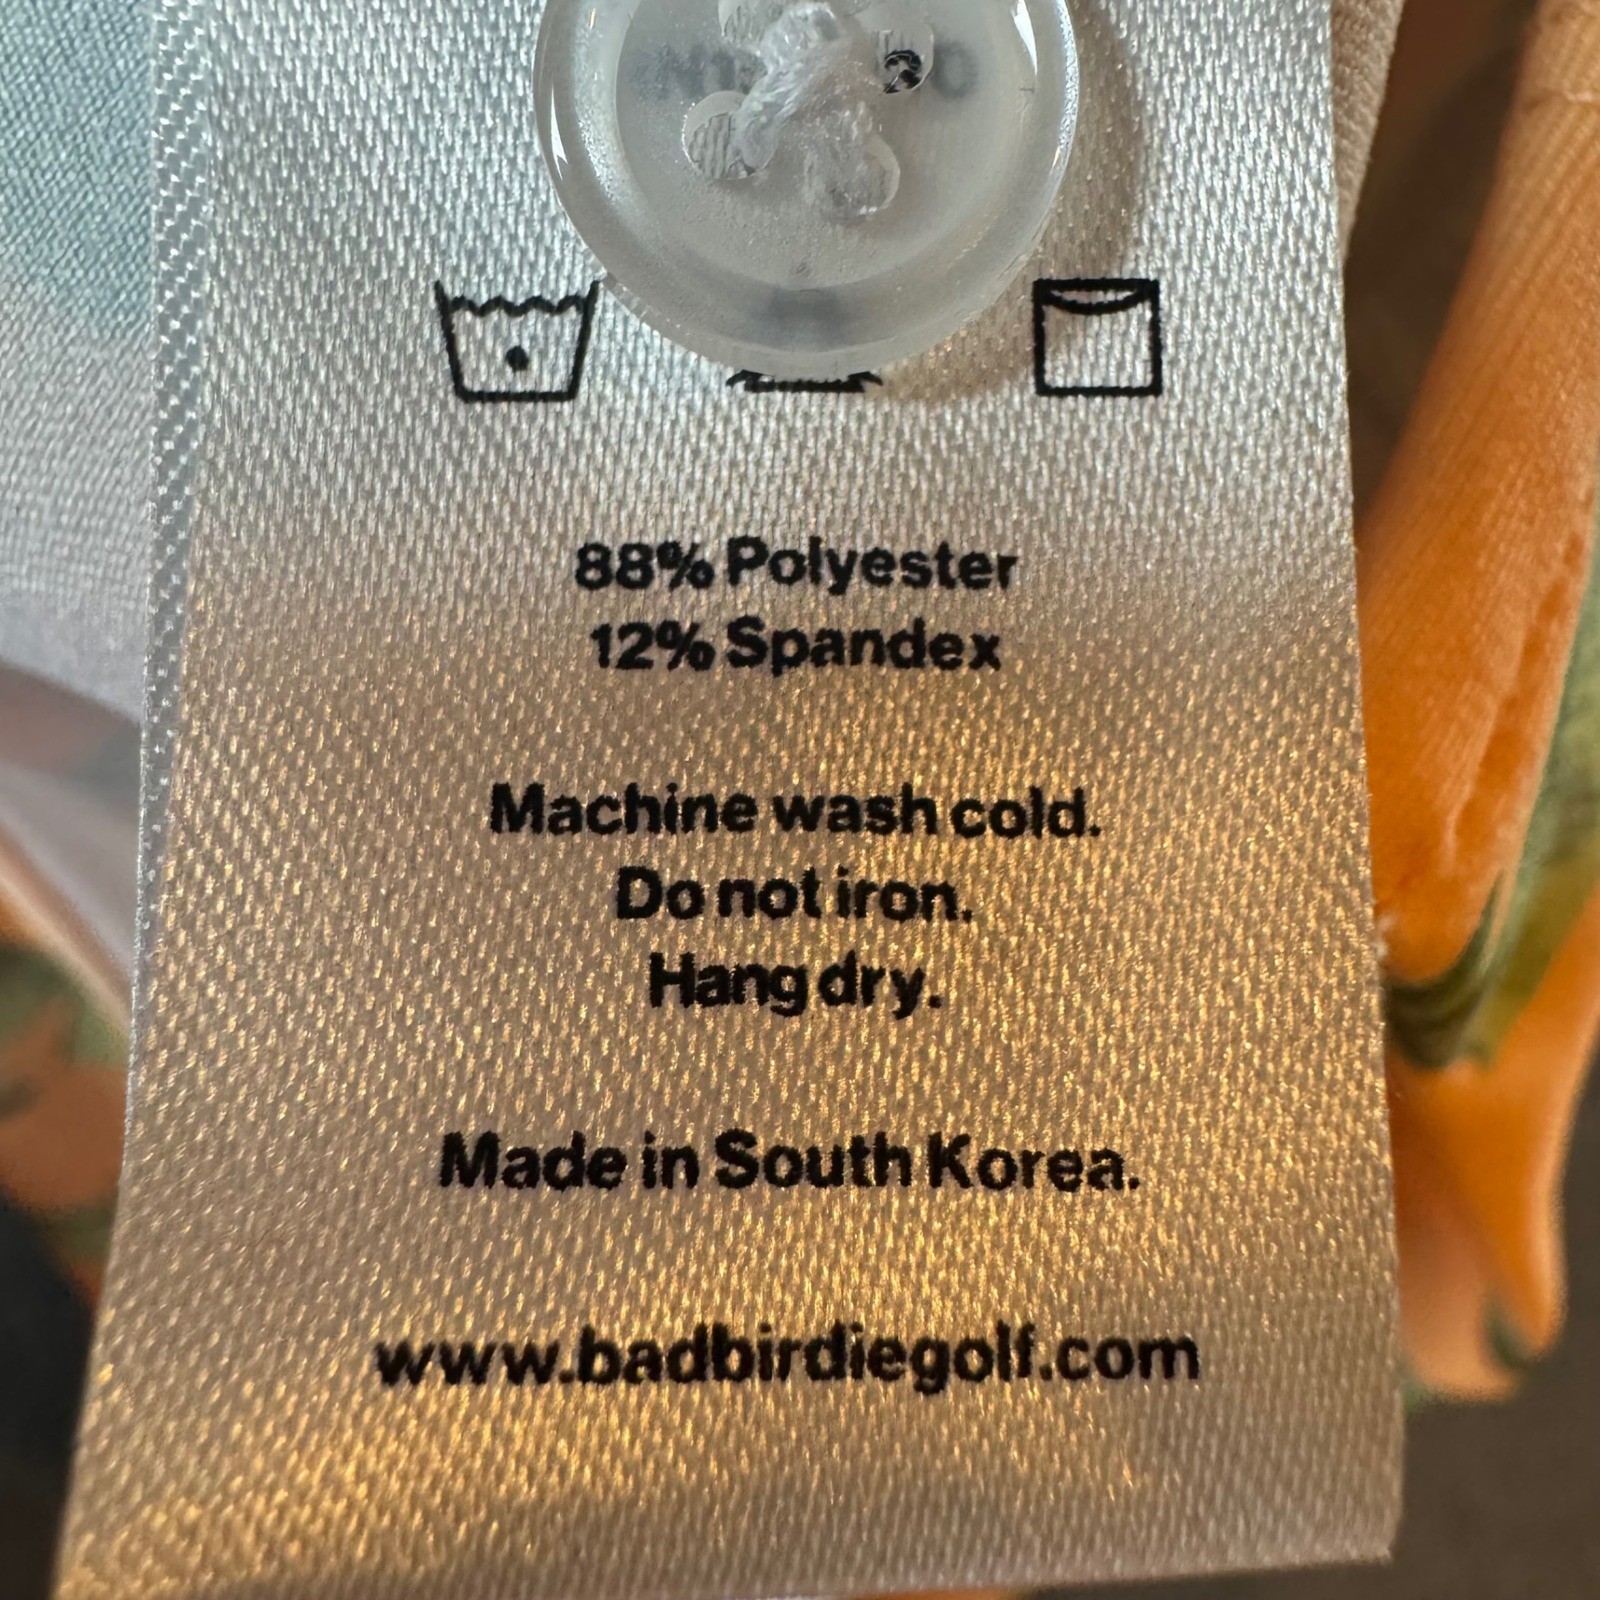 88% Polyester
12% Spandex
Machine wash cold.
Do not iron.
Hang dry.
Made in South Korea.
www.badbirdiegolf.com